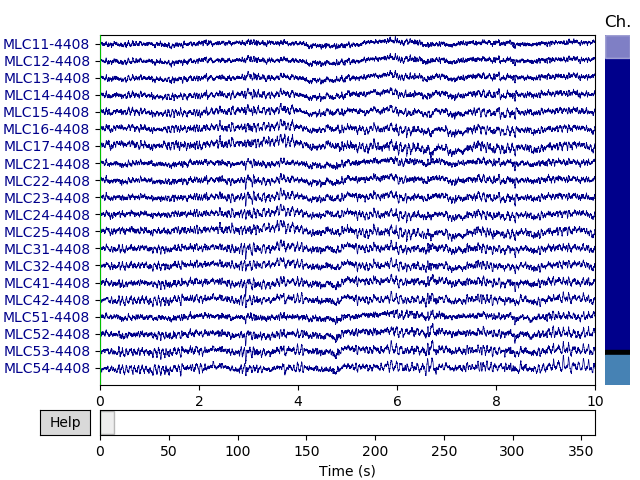 Ch.
MLC11-4408
MLC12-4408
MLC13-4408
MLC14-4408
MLC15-4408
MLC16-4408
MLC17-4408
MLC21-4408
MLC22-4408
MLC23-4408
MLC24-4408
MLC25-4408
MLC31-4408
MLC32-4408
MLC41-4408
MLC42-4408
MLC51-4408
MLC52-4408
MLC53-4408
MLC54-4408
0 2 4 6 8 10
Help
0 50 100 150 200 250 300 350
Time (s)